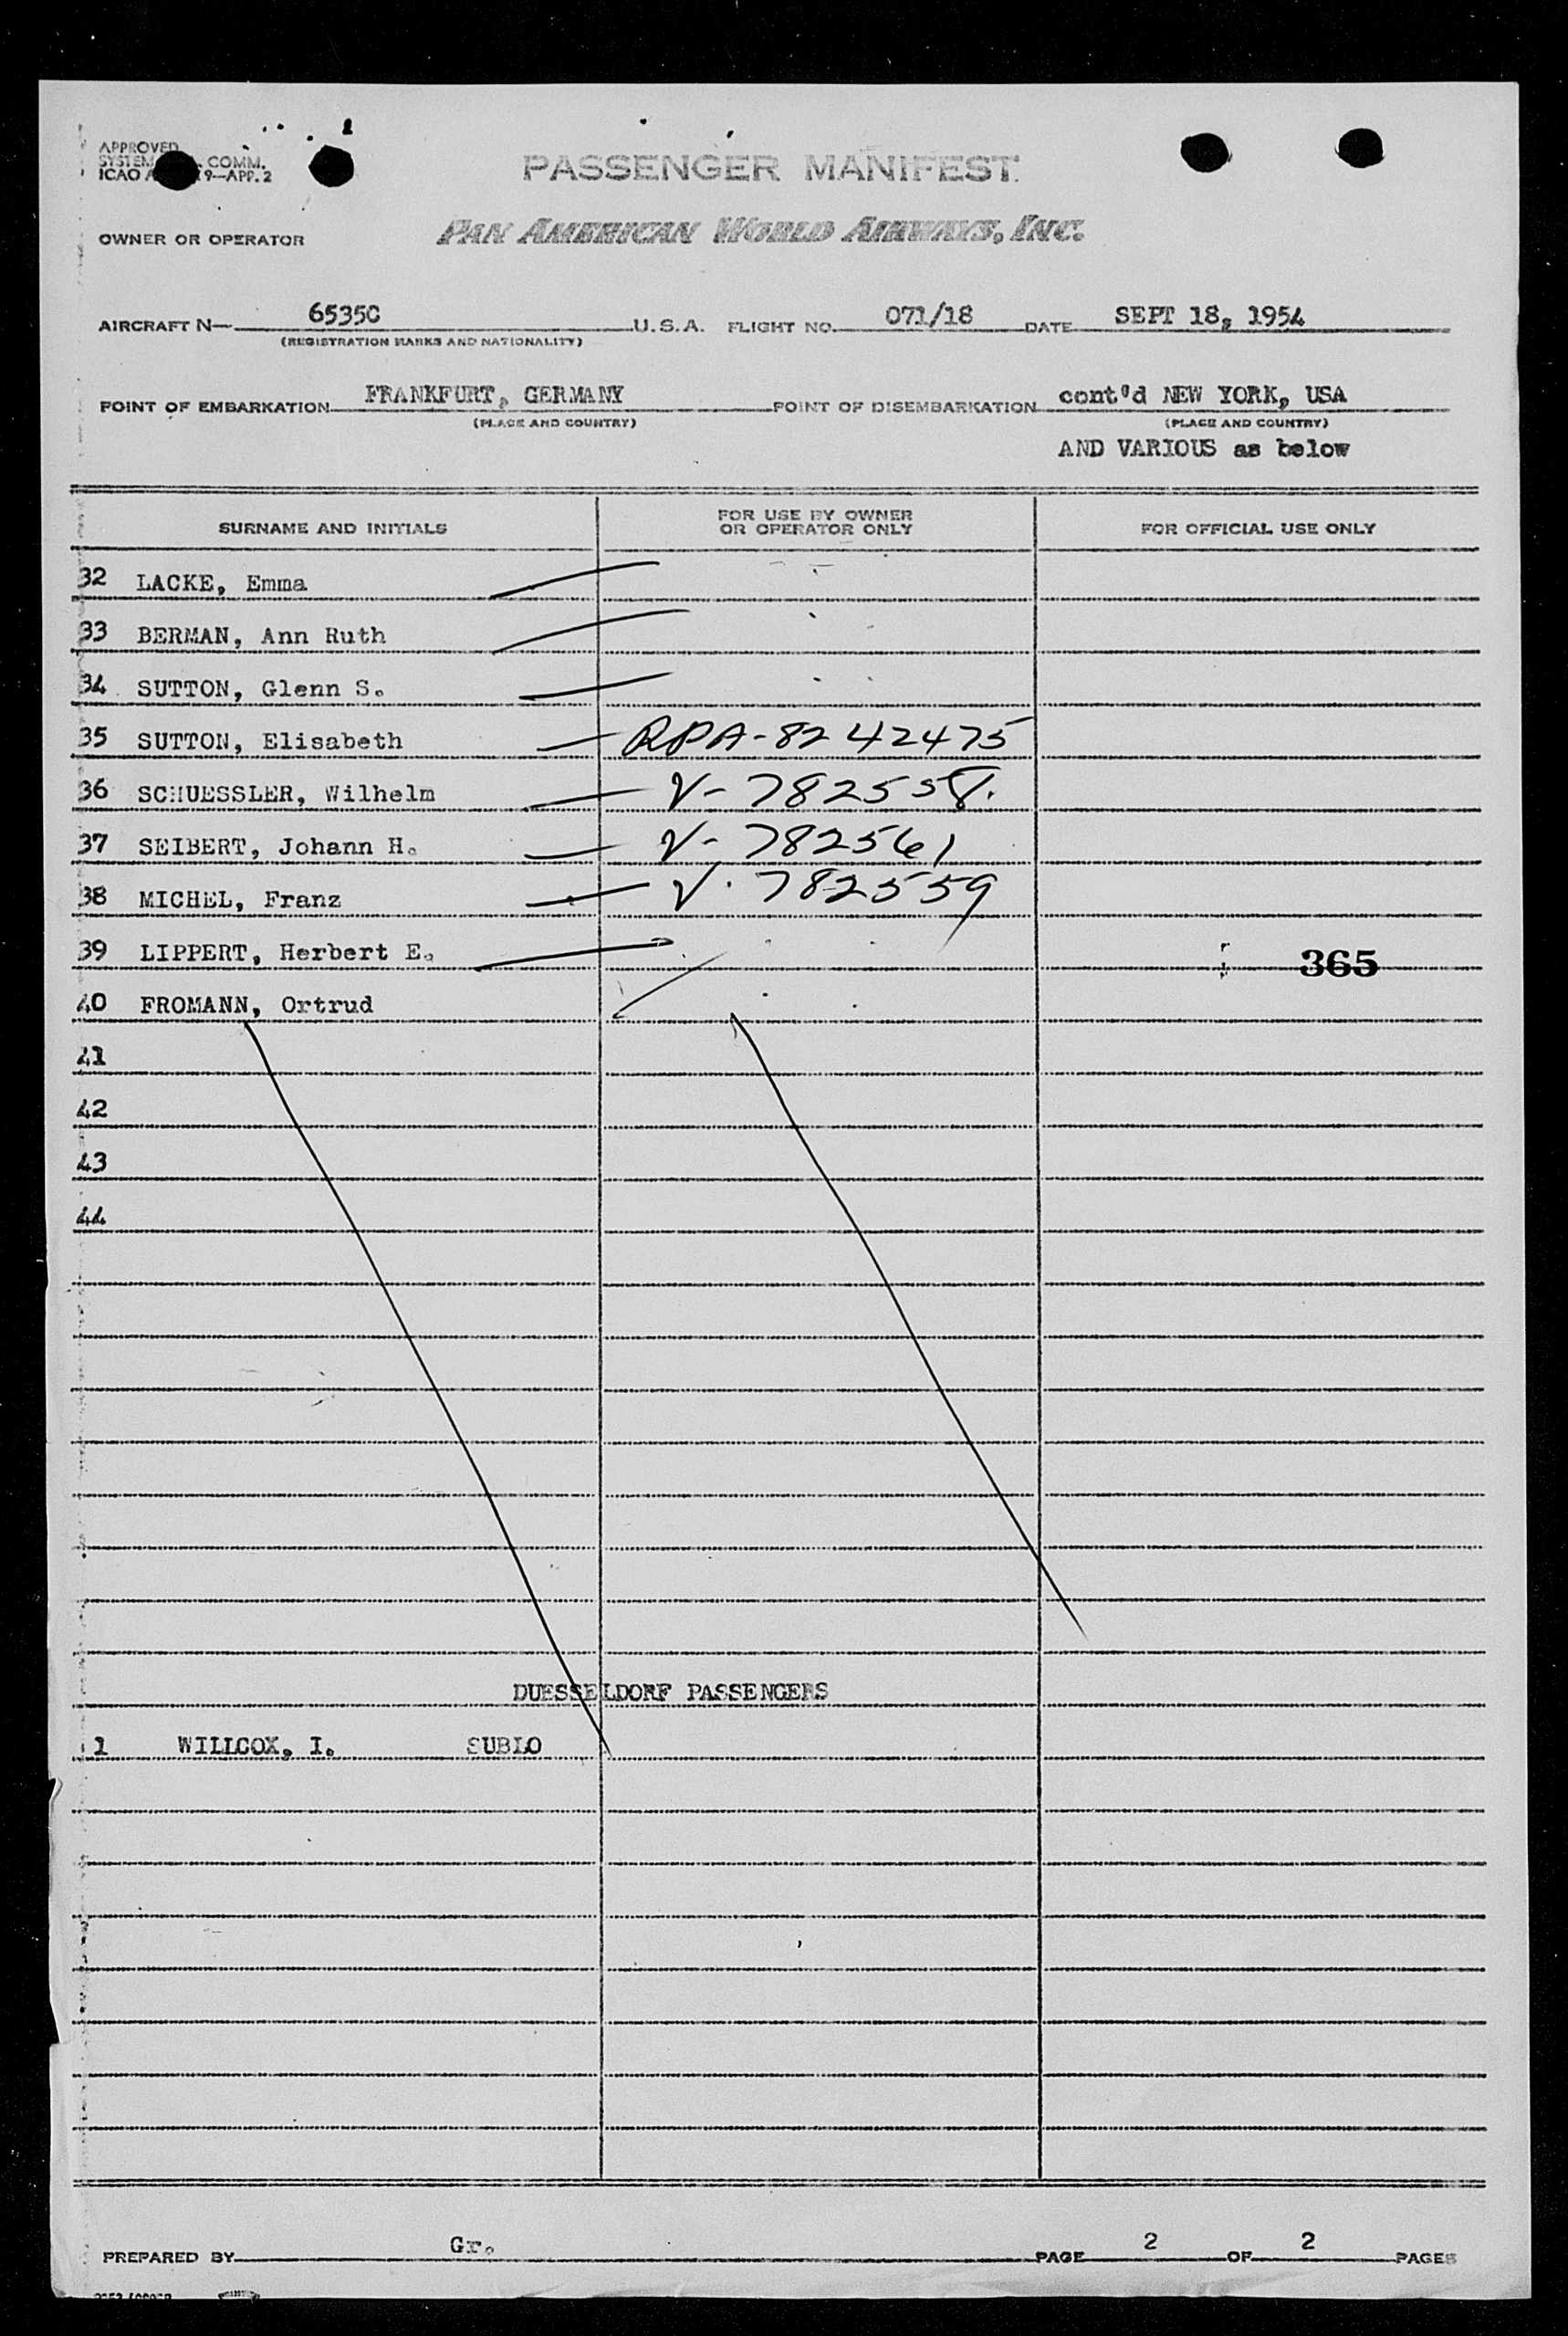 APPROVED
SYSTEM COMM.
ICAO 9—APP. 2
PASSENGER MANIFEST
OWNER OR OPERATOR PAN AMERICAN WORLD AIRWAYS, INC.
AIRCRAFT N— 6535C U.S.A. FLIGHT NO. 071/18 DATE SEPT 18, 1954
(REGISTRATION MARKS AND NATIONALITY)
POINT OF EMBARKATION FRANKFURT, GERMANY POINT OF DISEMBARKATION cont'd NEW YORK, USA
(PLACE AND COUNTRY) (PLACE AND COUNTRY)
AND VARIOUS as below
SURNAME AND INITIALS FOR USE BY OWNER OR OPERATOR ONLY FOR OFFICIAL USE ONLY
32 LACKE, Emma
33 BERMAN, Ann Ruth
34 SUTTON, Glenn S.
35 SUTTON, Elisabeth RPA-8242475
36 SCHUESSLER, Wilhelm V-782558.
37 SEIBERT, Johann H. V-782561
38 MICHEL, Franz V-782559
39 LIPPERT, Herbert E. 365
40 FROMANN, Ortrud
41
42
43
44
DUESSELDORF PASSENGERS
1 WILLCOX, I. SUBLO
PREPARED BY Gr. PAGE 2 OF 2 PAGES